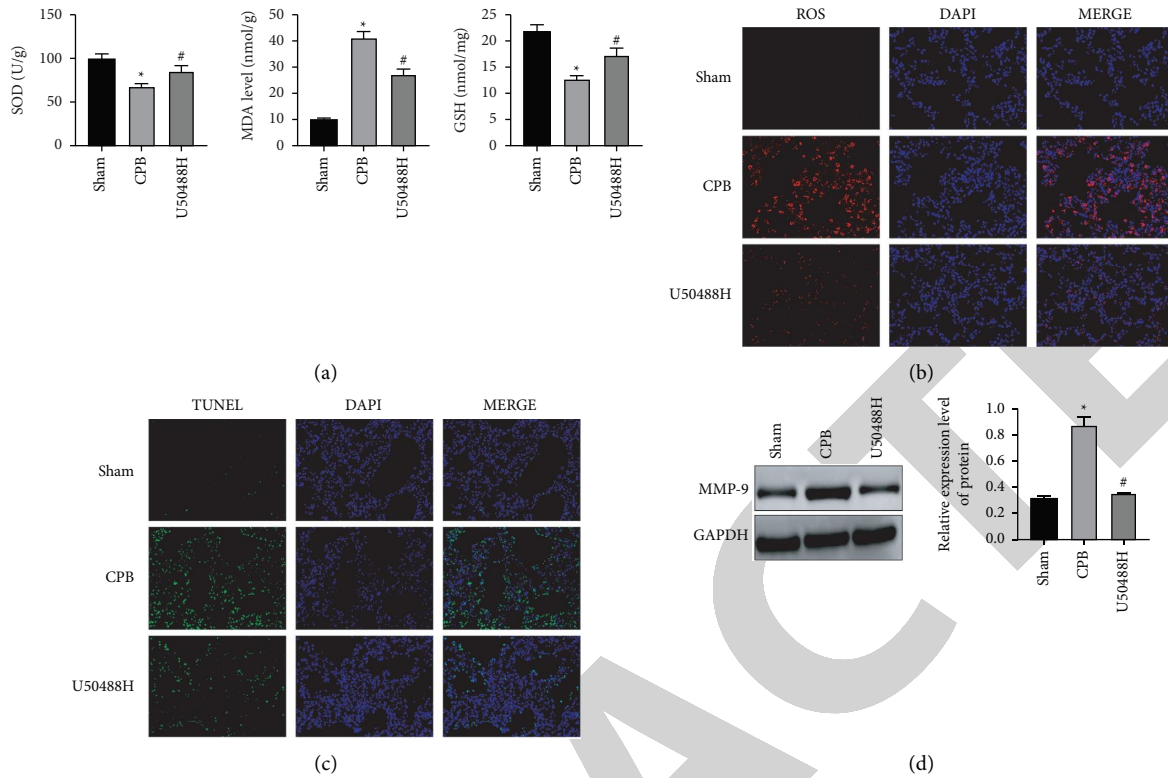 SOD (U/g)
150
100
50
0
*
#
Sham
CPB
U50488H
MDA level (nmol/g)
50
40
30
20
10
0
*
#
Sham
CPB
U50488H
GSH (nmol/mg)
25
20
15
10
5
0
*
#
Sham
CPB
U50488H
(a)
ROS DAPI MERGE
Sham
CPB
U50488H
(b)
TUNEL DAPI MERGE
Sham
CPB
U50488H
(c)
Sham
CPB
U50488H
MMP-9
GAPDH
Relative expression level
of protein
1.0
0.8
0.6
0.4
0.2
0.0
*
#
Sham
CPB
U50488H
(d)
ACTE